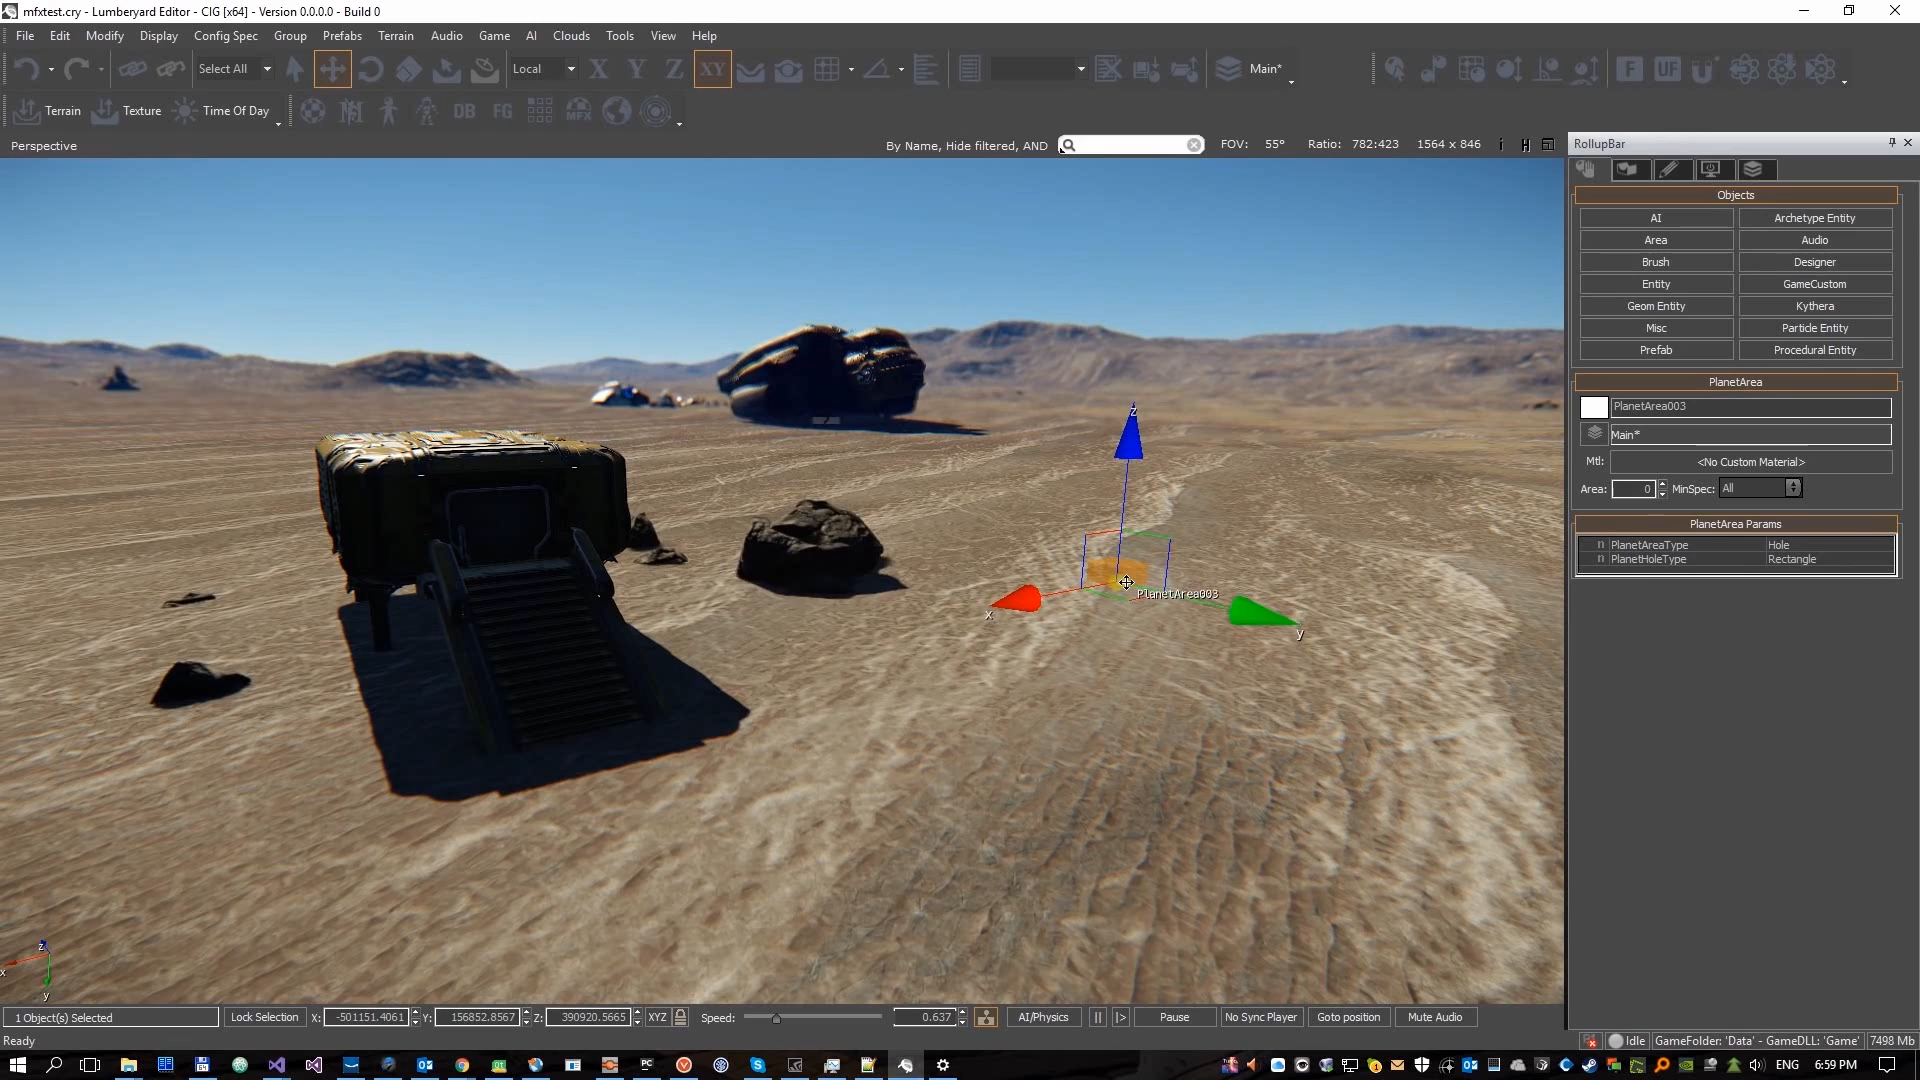 mfxtest.cry - Lumberyard Editor - CIG [x64] - Version 0.0.0.0 - Build 0
File Edit Modify Display Config Spec Group Prefabs Terrain Audio Game AI Clouds Tools View Help
Select All Local X Y Z XY Main* F UF
Terrain Texture Time Of Day DB FG MFX
Perspective By Name, Hide filtered, AND FOV: 55° Ratio: 782:423 1564 x 846 i H
RollupBar
Objects
AI Archetype Entity
Area Audio
Brush Designer
Entity GameCustom
Geom Entity Kythera
Misc Particle Entity
Prefab Procedural Entity
PlanetArea
PlanetArea003
Main*
Mtl: <No Custom Material>
Area: 0 MinSpec: All
PlanetArea Params
n PlanetAreaType Hole
n PlanetHoleType Rectangle
z
PlanetArea003
x
y
z
x
y
1 Object(s) Selected Lock Selection X: -501151.4061 Y: 156852.8567 Z: 390920.5665 XYZ Speed: 0.637 AI/Physics || |> Pause No Sync Player Goto position Mute Audio
Ready Idle GameFolder: 'Data' - GameDLL: 'Game' 7498 Mb
64 PC ENG 6:59 PM